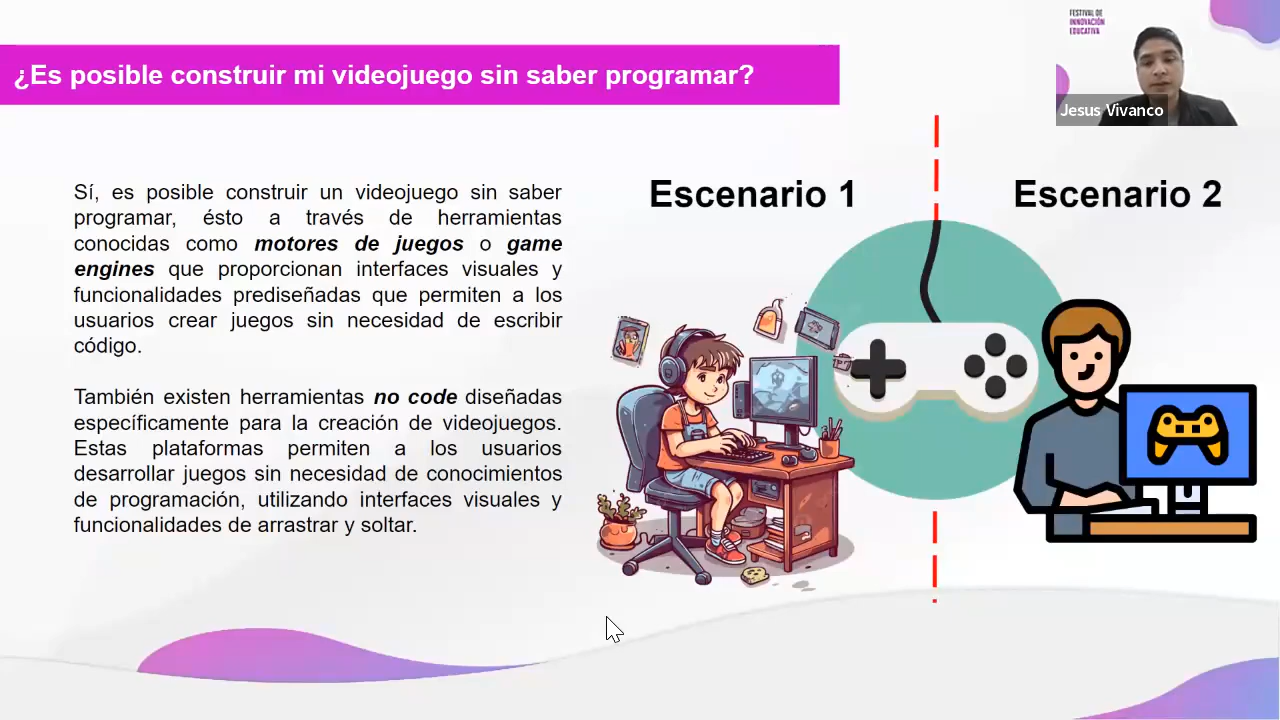 FESTIVAL DE
INNOVACIÓN
EDUCATIVA
¿Es posible construir mi videojuego sin saber programar?
Jesus Vivanco
Sí, es posible construir un videojuego sin saber
programar, ésto a través de herramientas
conocidas como motores de juegos o game
engines que proporcionan interfaces visuales y
funcionalidades prediseñadas que permiten a los
usuarios crear juegos sin necesidad de escribir
código.
También existen herramientas no code diseñadas
específicamente para la creación de videojuegos.
Estas plataformas permiten a los usuarios
desarrollar juegos sin necesidad de conocimientos
de programación, utilizando interfaces visuales y
funcionalidades de arrastrar y soltar.
Escenario 1
Escenario 2